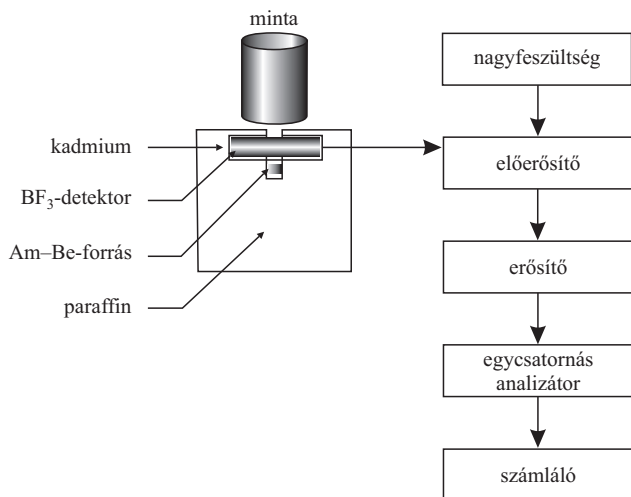 minta
kadmium
BF₃-detektor
Am–Be-forrás
paraffin
nagyfeszültség
előerősítő
erősítő
egycsatornás
analizátor
számláló